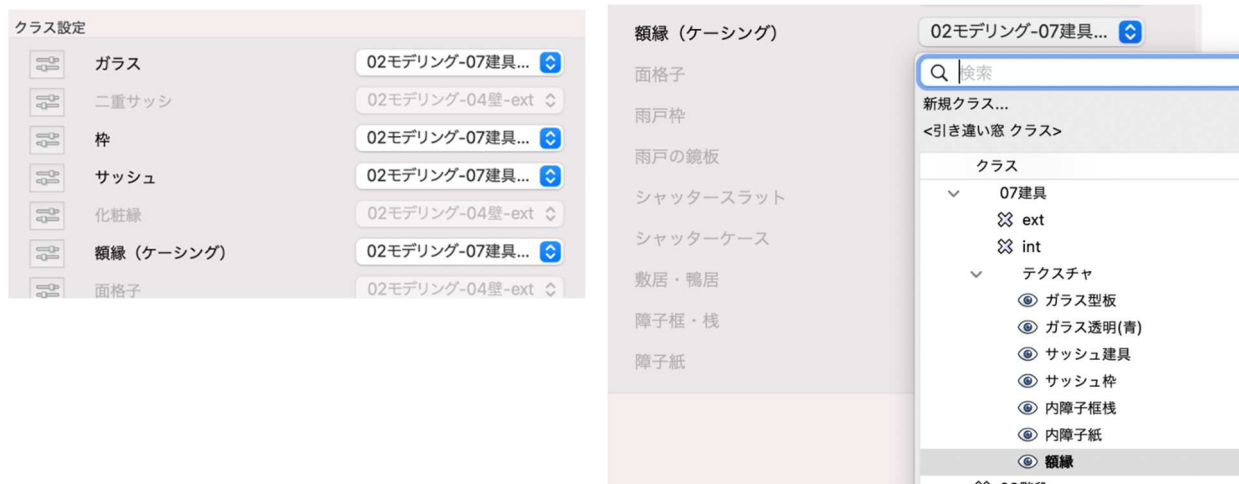 クラス設定
ガラス 02モデリング-07建具...
二重サッシ 02モデリング-04壁-ext
枠 02モデリング-07建具...
サッシュ 02モデリング-07建具...
化粧縁 02モデリング-04壁-ext
額縁（ケーシング） 02モデリング-07建具...
面格子 02モデリング-04壁-ext
額縁（ケーシング） 02モデリング-07建具...
面格子
雨戸枠
雨戸の鏡板
シャッタースラット
シャッターケース
敷居・鴨居
障子框・桟
障子紙
検索
新規クラス...
<引き違い窓 クラス>
クラス
07建具
ext
int
テクスチャ
ガラス型板
ガラス透明(青)
サッシュ建具
サッシュ枠
内障子框桟
内障子紙
額縁